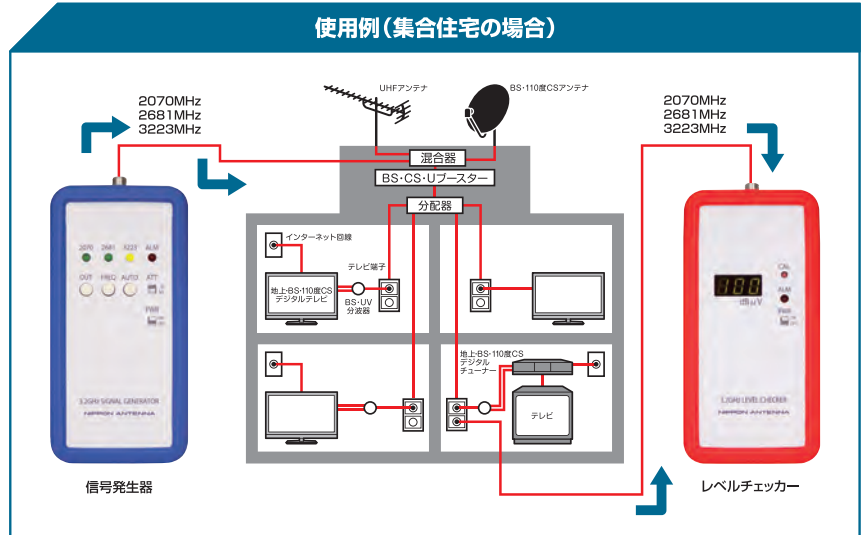 使用例(集合住宅の場合)
2070MHz
2681MHz
3223MHz
UHFアンテナ
BS・110度CSアンテナ
2070MHz
2681MHz
3223MHz
混合器
BS・CS・Uブースター
分配器
インターネット回線
テレビ端子
地上・BS・110度CS
デジタルテレビ
BS・UV
分波器
地上・BS・110度CS
デジタル
チューナー
テレビ
2070 2681 3223 ALM
OUT FREQ AUTO ATT
PWR
3.2GHz SIGNAL GENERATOR
NIPPON ANTENNA
信号発生器
CAL
100
dBμV
ALM
PWR
3.2GHz LEVEL CHECKER
NIPPON ANTENNA
レベルチェッカー